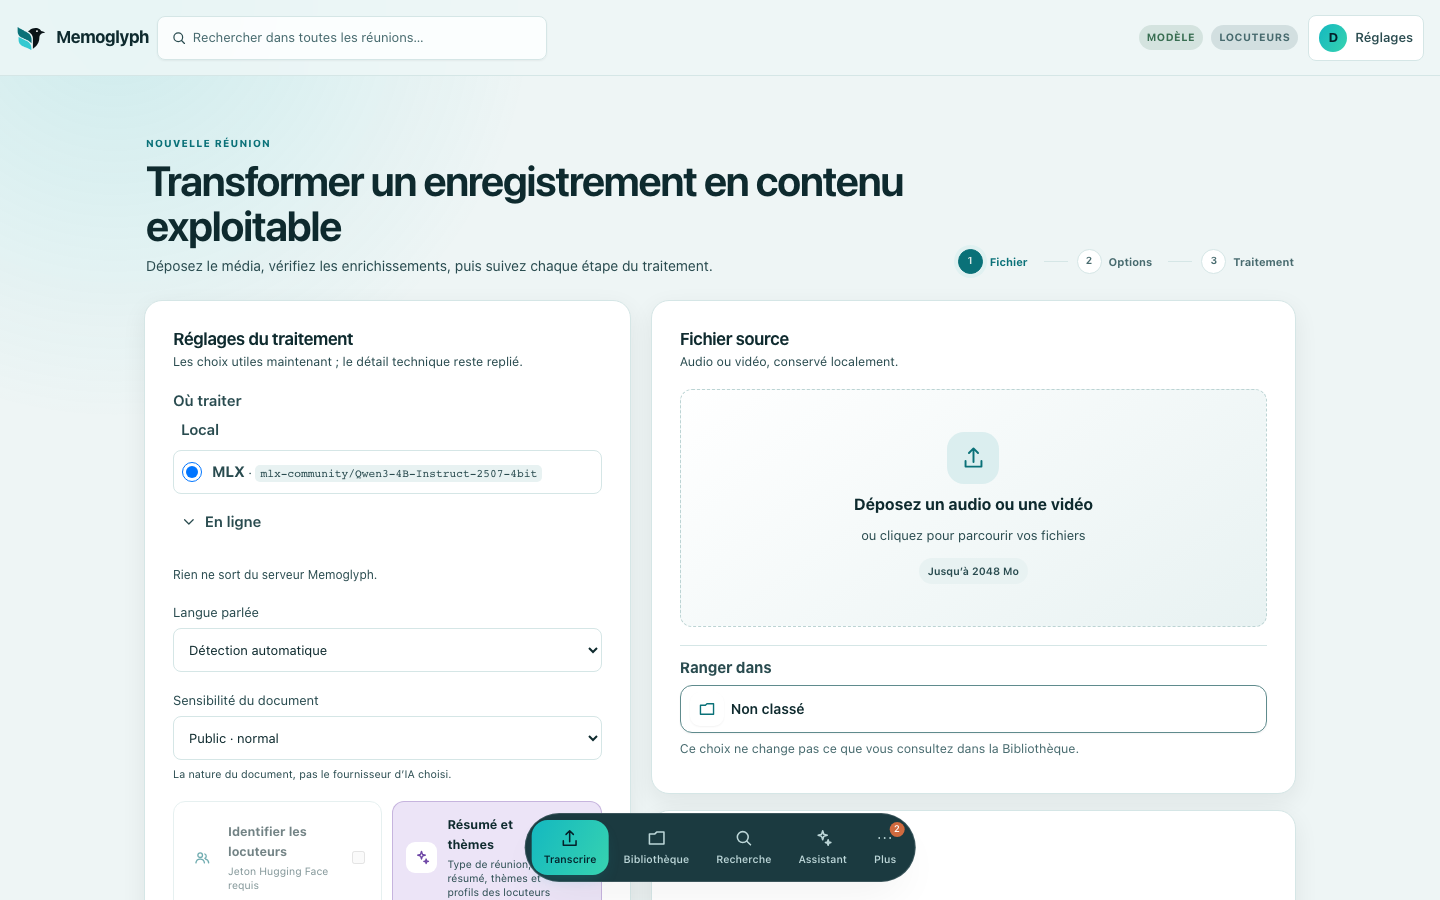 Memoglyph
Rechercher dans toutes les réunions…
MODÈLE
LOCUTEURS
D
Réglages
NOUVELLE RÉUNION
Transformer un enregistrement en contenu
exploitable
Déposez le média, vérifiez les enrichissements, puis suivez chaque étape du traitement.
1 Fichier
2 Options
3 Traitement
Réglages du traitement
Les choix utiles maintenant ; le détail technique reste replié.
Où traiter
Local
MLX · mlx-community/Qwen3-4B-Instruct-2507-4bit
En ligne
Rien ne sort du serveur Memoglyph.
Langue parlée
Détection automatique
Sensibilité du document
Public · normal
La nature du document, pas le fournisseur d’IA choisi.
Identifier les
locuteurs
Jeton Hugging Face
requis
Résumé et
thèmes
Type de réunion,
résumé, thèmes et
profils des locuteurs
Fichier source
Audio ou vidéo, conservé localement.
Déposez un audio ou une vidéo
ou cliquez pour parcourir vos fichiers
Jusqu’à 2048 Mo
Ranger dans
Non classé
Ce choix ne change pas ce que vous consultez dans la Bibliothèque.
Transcrire
Bibliothèque
Recherche
Assistant
2
Plus